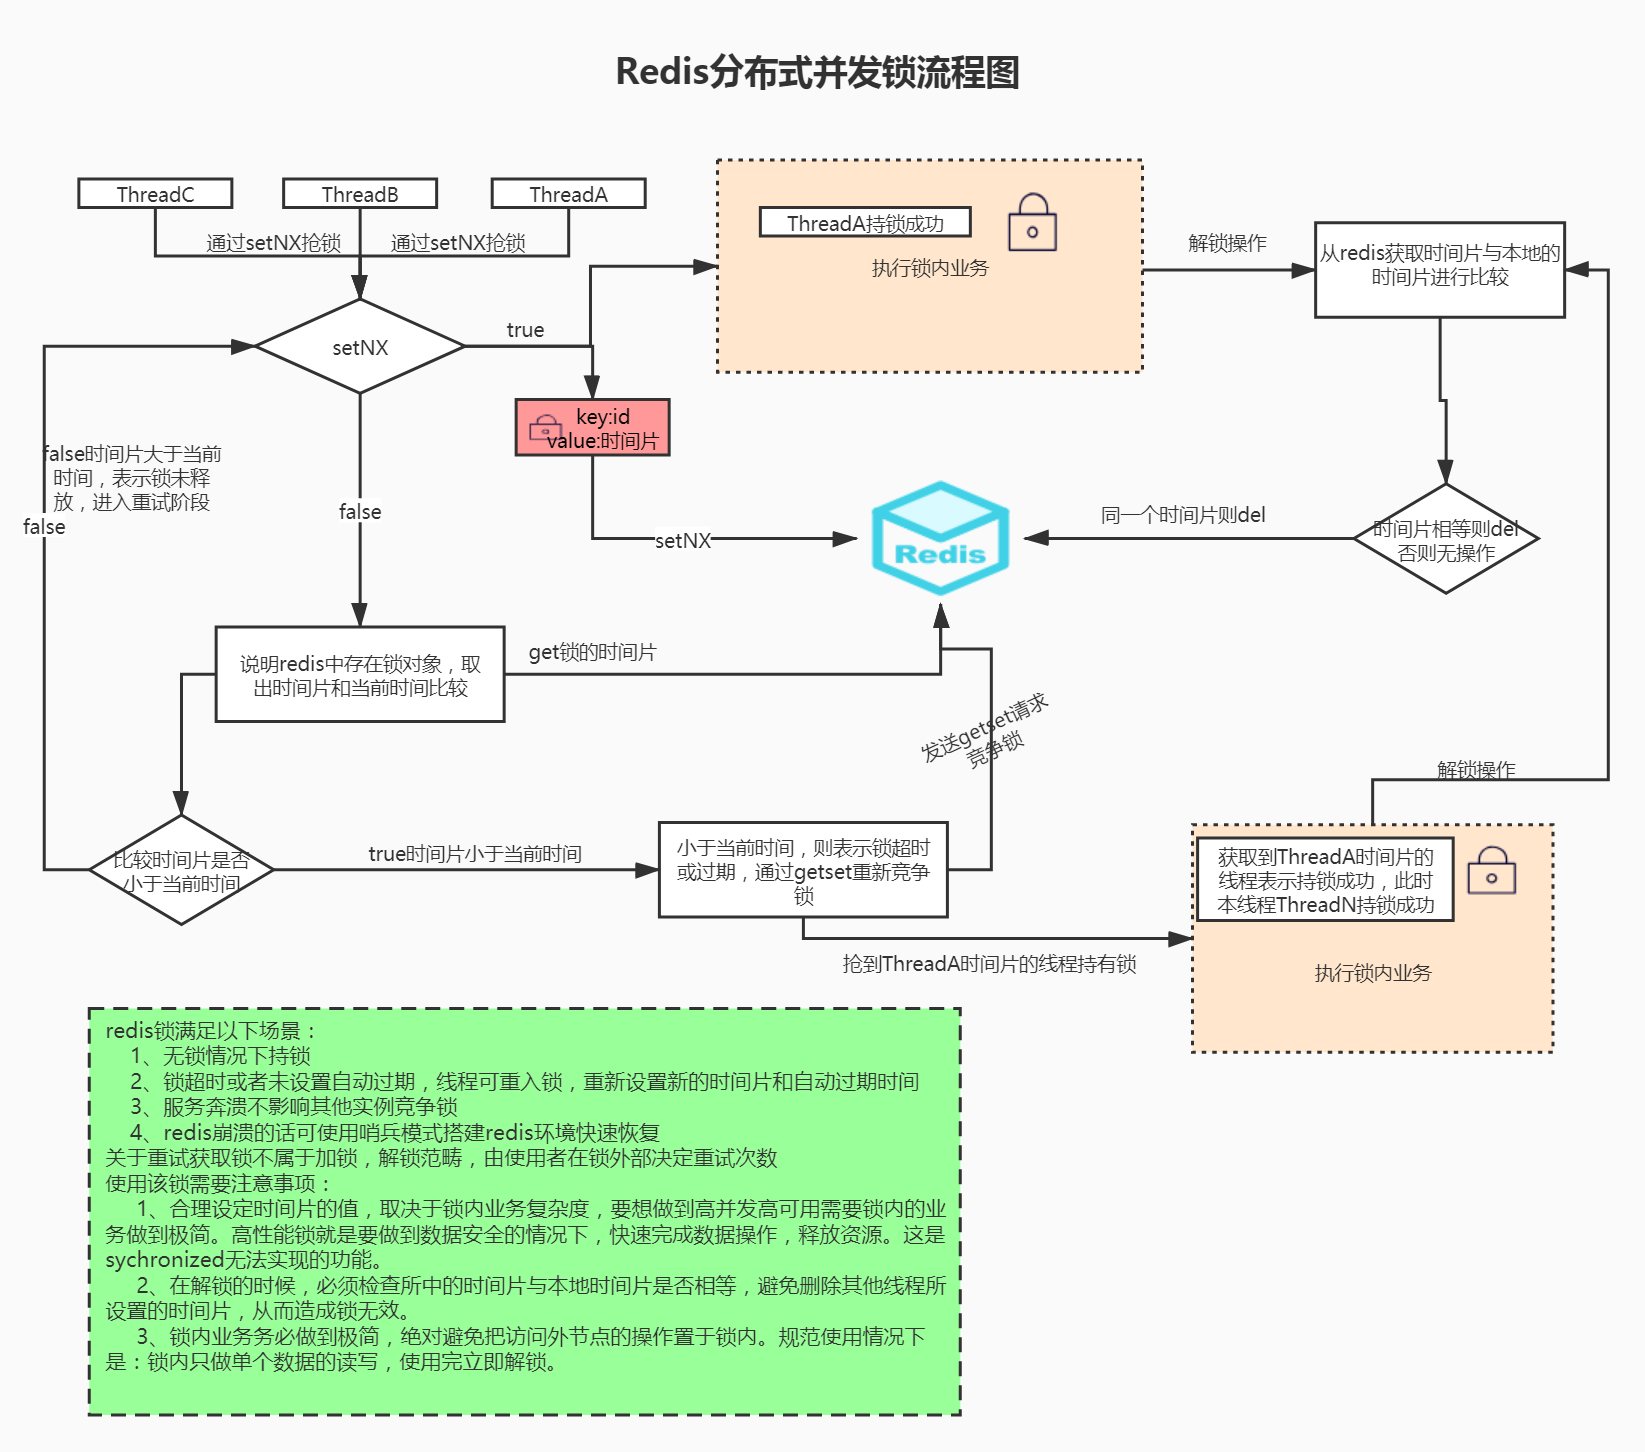 Redis分布式并发锁流程图
ThreadC
ThreadB
ThreadA
通过setNX抢锁
通过setNX抢锁
ThreadA持锁成功
执行锁内业务
解锁操作
从redis获取时间片与本地的
时间片进行比较
setNX
true
key:id
value:时间片
false时间片大于当前
时间，表示锁未释
放，进入重试阶段
false
false
setNX
Redis
同一个时间片则del
时间片相等则del
否则无操作
说明redis中存在锁对象，取
出时间片和当前时间比较
get锁的时间片
发送getset请求
竞争锁
解锁操作
比较时间片是否
小于当前时间
true时间片小于当前时间
小于当前时间，则表示锁超时
或过期，通过getset重新竞争
锁
获取到ThreadA时间片的
线程表示持锁成功，此时
本线程ThreadN持锁成功
执行锁内业务
抢到ThreadA时间片的线程持有锁
redis锁满足以下场景：
1、无锁情况下持锁
2、锁超时或者未设置自动过期，线程可重入锁，重新设置新的时间片和自动过期时间
3、服务奔溃不影响其他实例竞争锁
4、redis崩溃的话可使用哨兵模式搭建redis环境快速恢复
关于重试获取锁不属于加锁，解锁范畴，由使用者在锁外部决定重试次数
使用该锁需要注意事项：
1、合理设定时间片的值，取决于锁内业务复杂度，要想做到高并发高可用需要锁内的业
务做到极简。高性能锁就是要做到数据安全的情况下，快速完成数据操作，释放资源。这是
sychronized无法实现的功能。
2、在解锁的时候，必须检查所中的时间片与本地时间片是否相等，避免删除其他线程所
设置的时间片，从而造成锁无效。
3、锁内业务务必做到极简，绝对避免把访问外节点的操作置于锁内。规范使用情况下
是：锁内只做单个数据的读写，使用完立即解锁。